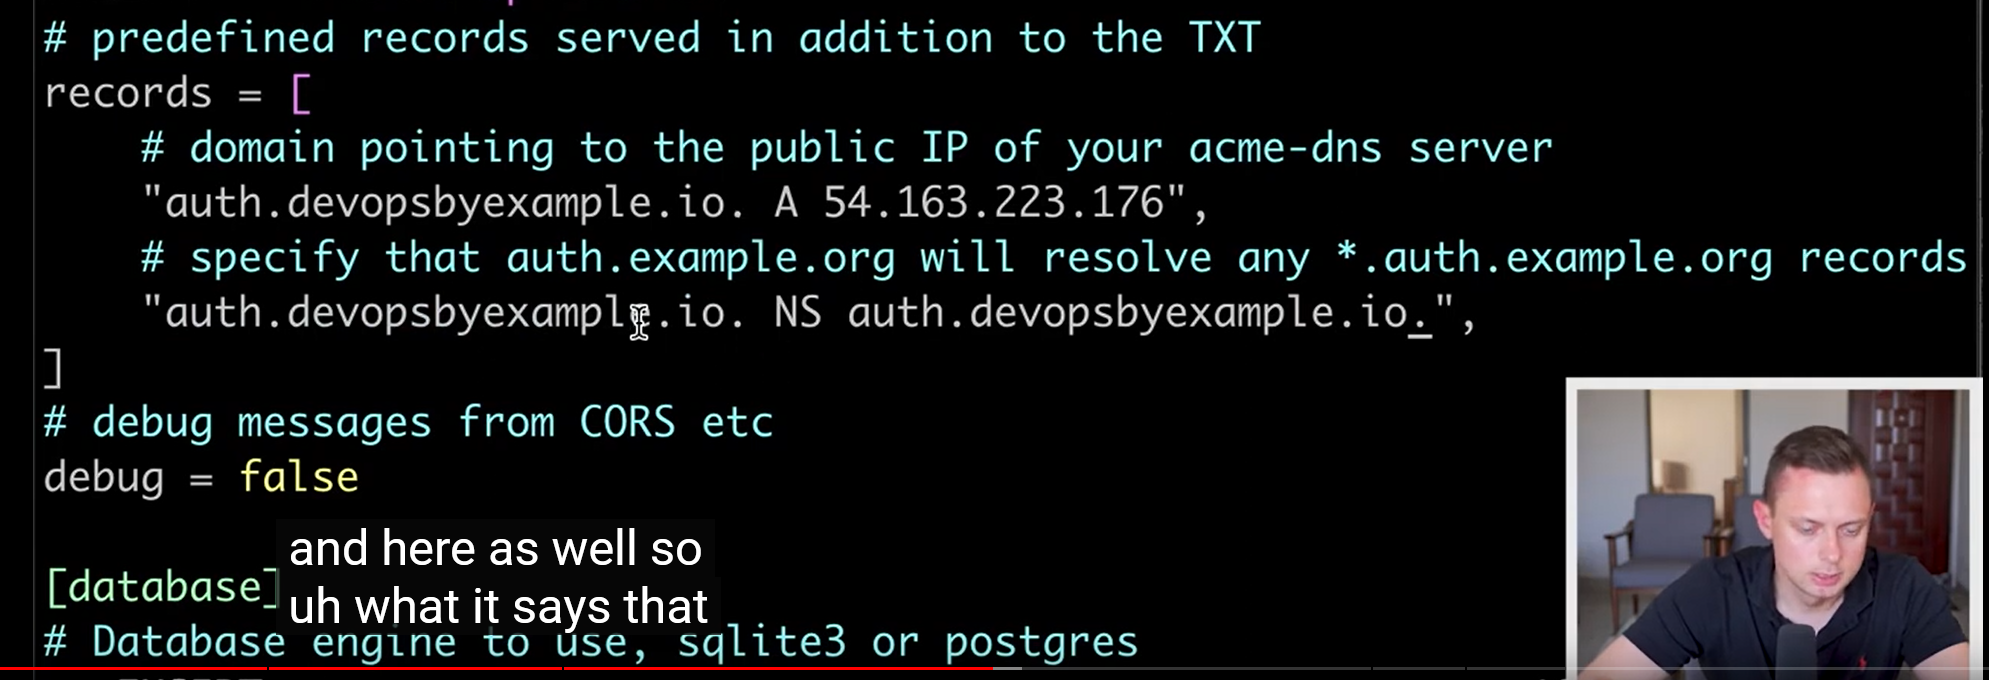 # predefined records served in addition to the TXT
records = [
# domain pointing to the public IP of your acme-dns server
"auth.devopsbyexample.io. A 54.163.223.176",
# specify that auth.example.org will resolve any *.auth.example.org records
"auth.devopsbyexample.io. NS auth.devopsbyexample.io.",
]
# debug messages from CORS etc
debug = false
and here as well so
[database]
uh what it says that
# Database engine to use, sqlite3 or postgres